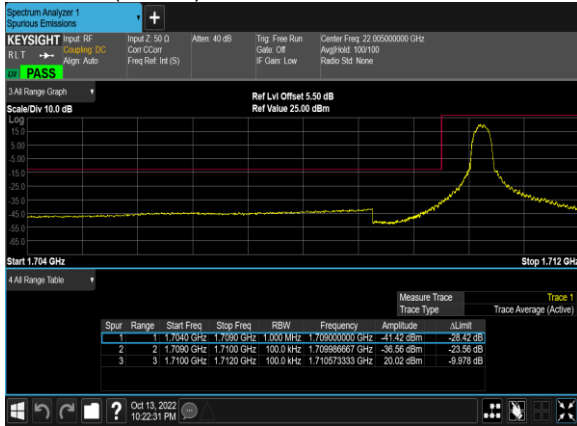 Spectrum Analyzer 1
Spurious Emissions
+
KEYSIGHT Input: RF Input Z: 50 Ω Atten: 40 dB Trig: Free Run Center Freq: 22.005000000 GHz
RLT Coupling: DC Corr CCorr Gate: Off Avg|Hold: 100/100
Align: Auto Freq Ref: Int (S) IF Gain: Low Radio Std: None
PASS
3 All Range Graph
Ref Lvl Offset 5.50 dB
Scale/Div 10.0 dB Ref Value 25.00 dBm
Log
15.0
5.00
-5.00
-15.0
-25.0
-35.0
-45.0
-55.0
-65.0
Start 1.704 GHz Stop 1.712 GHz
4 All Range Table
Measure Trace Trace 1
Trace Type Trace Average (Active)
Spur Range Start Freq Stop Freq RBW Frequency Amplitude ΔLimit
1 1 1.7040 GHz 1.7090 GHz 1.000 MHz 1.709000000 GHz -41.42 dBm -28.42 dB
2 2 1.7090 GHz 1.7100 GHz 100.0 kHz 1.709986667 GHz -36.56 dBm -23.56 dB
3 3 1.7100 GHz 1.7120 GHz 100.0 kHz 1.710573333 GHz 20.02 dBm -9.978 dB
? Oct 13, 2022
10:22:31 PM